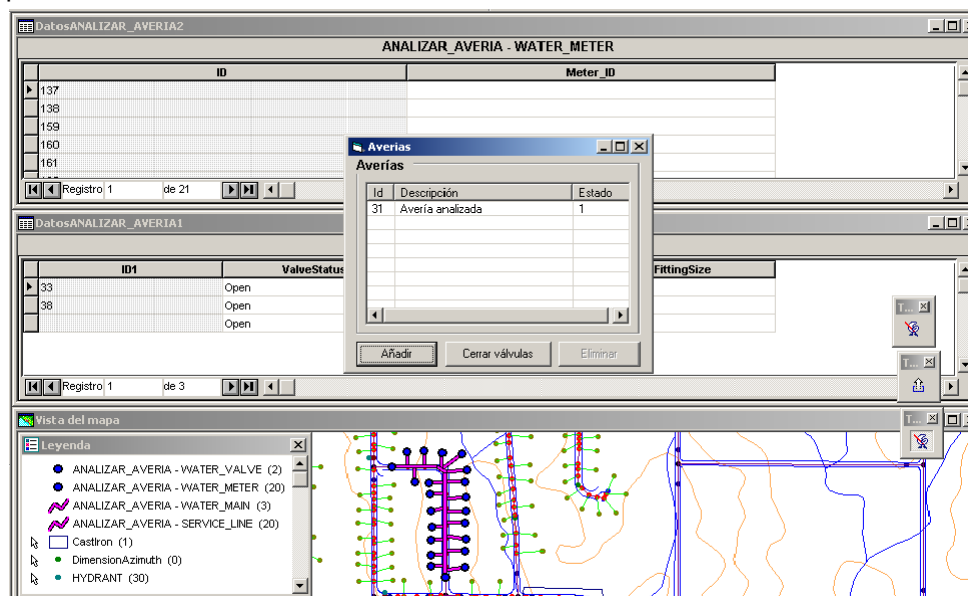 DatosANALIZAR_AVERIA2
ANALIZAR_AVERIA - WATER_METER
ID Meter_ID
137
138
159
160
161
Registro 1 de 21
Averias
Averías
Id Descripción Estado
31 Avería analizada 1
Añadir Cerrar válvulas Eliminar
DatosANALIZAR_AVERIA1
ID1 ValveStatus FittingSize
33 Open
38 Open
Open
Registro 1 de 3
T...
T...
T...
Vista del mapa
Leyenda
ANALIZAR_AVERIA - WATER_VALVE (2)
ANALIZAR_AVERIA - WATER_METER (20)
ANALIZAR_AVERIA - WATER_MAIN (3)
ANALIZAR_AVERIA - SERVICE_LINE (20)
CastIron (1)
DimensionAzimuth (0)
HYDRANT (30)